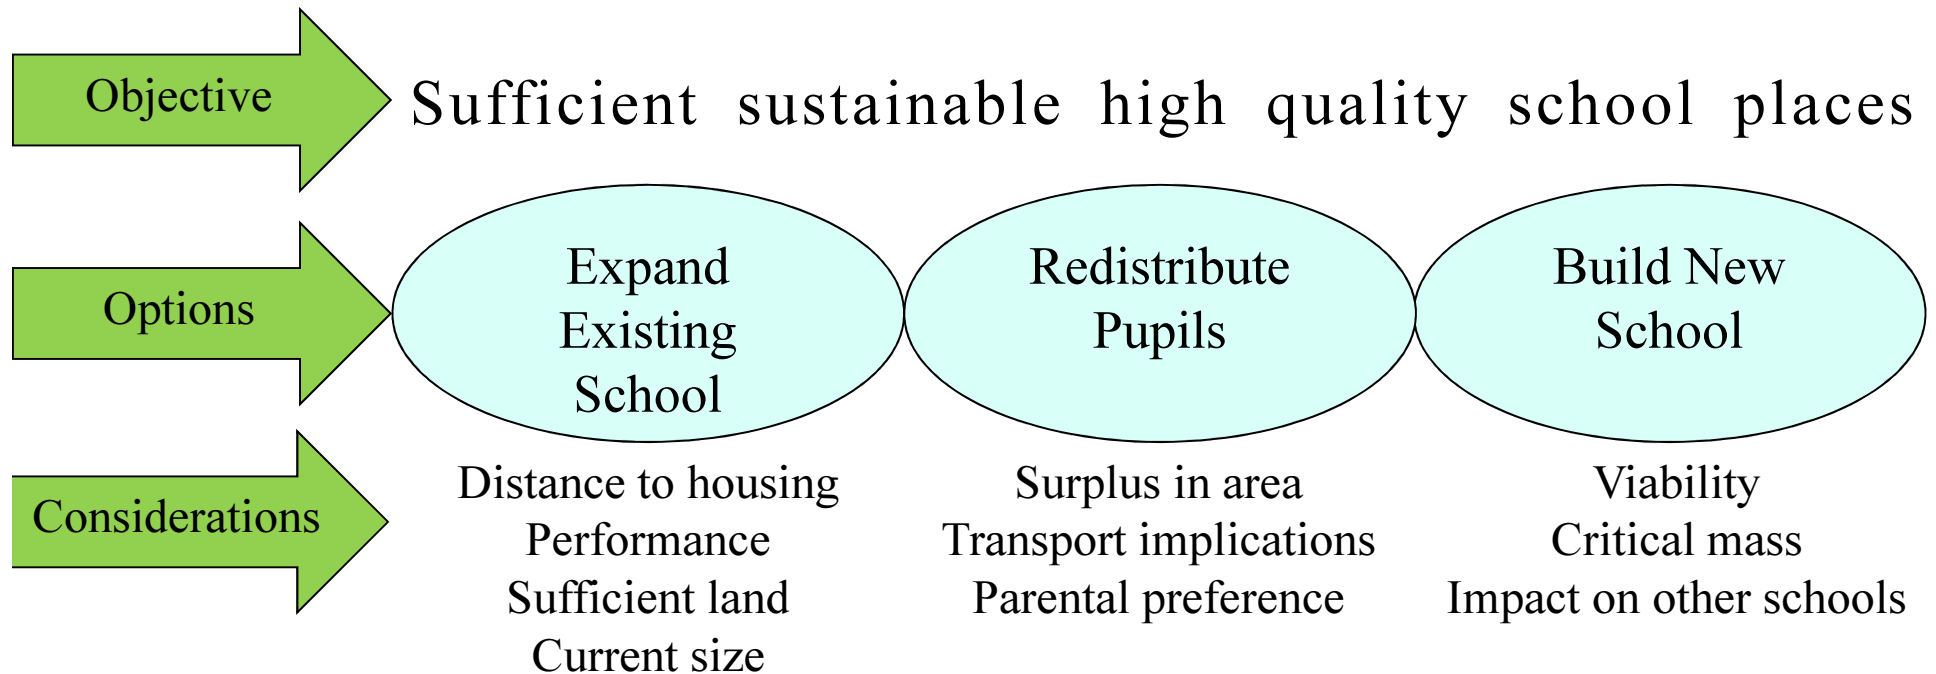 Objective
Sufficient sustainable high quality school places
Options
Expand
Existing
School
Redistribute
Pupils
Build New
School
Considerations
Distance to housing
Performance
Sufficient land
Current size
Surplus in area
Transport implications
Parental preference
Viability
Critical mass
Impact on other schools